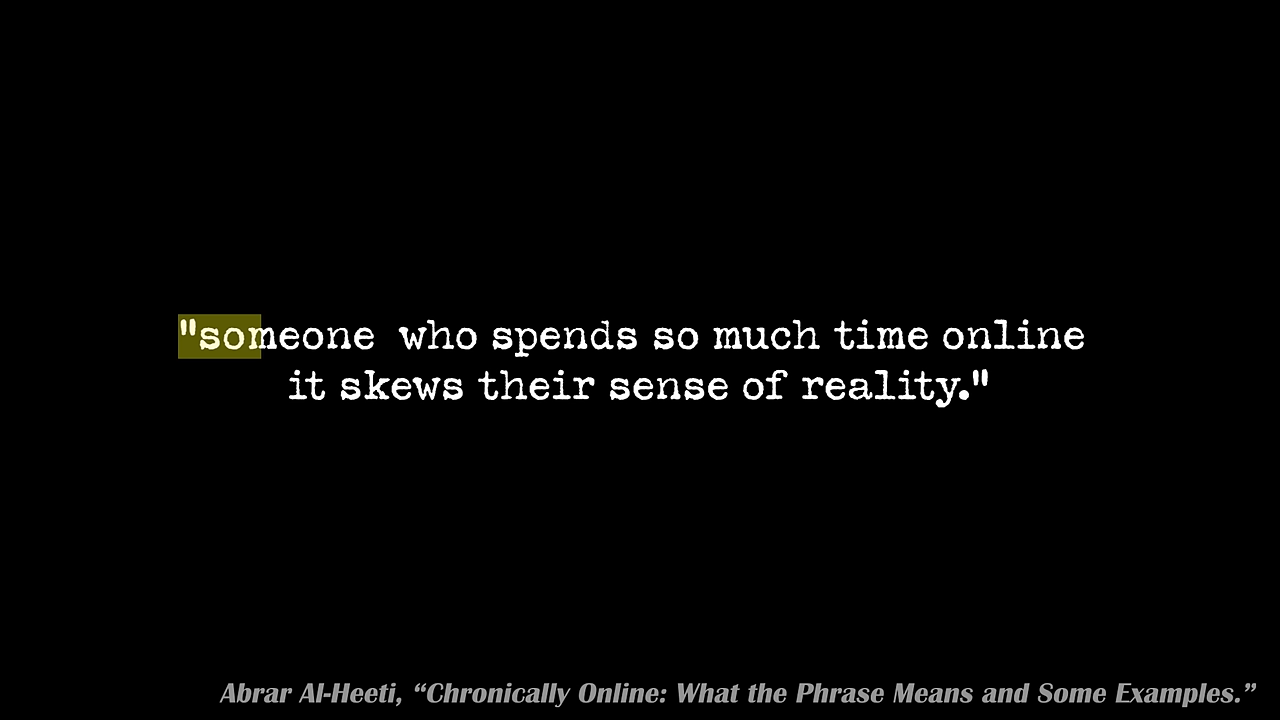 "someone  who spends so much time online
it skews their sense of reality."
Abrar Al-Heeti, “Chronically Online: What the Phrase Means and Some Examples.”